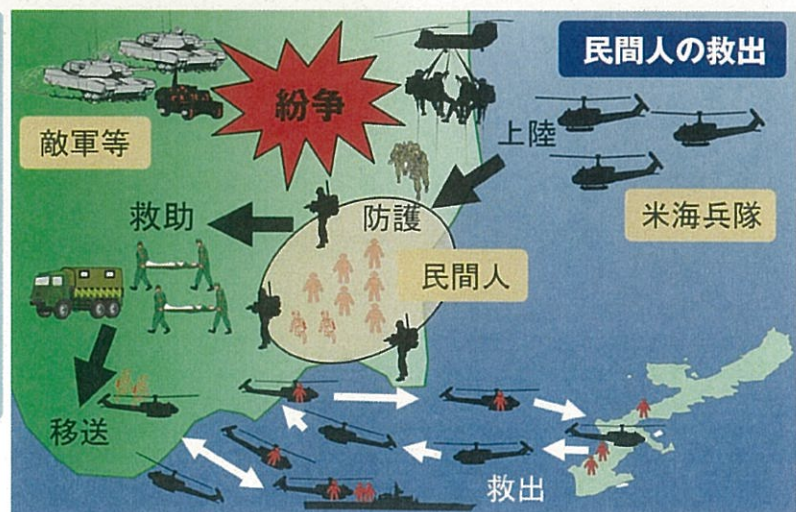 民間人の救出
紛争
敵軍等
上陸
米海兵隊
救助
防護
民間人
移送
救出